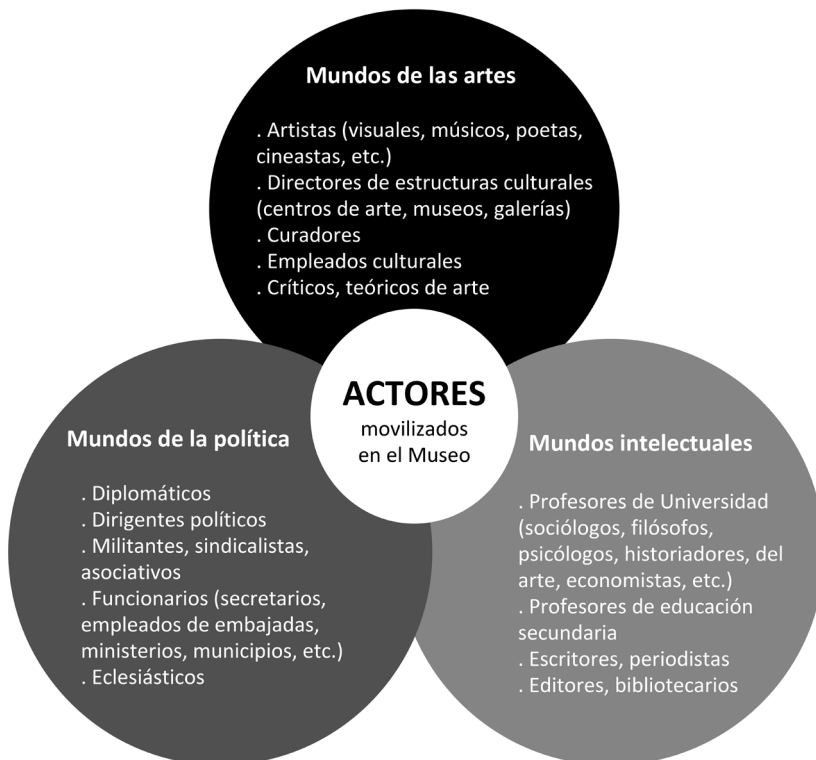 Mundos de las artes
. Artistas (visuales, músicos, poetas,
cineastas, etc.)
. Directores de estructuras culturales
(centros de arte, museos, galerías)
. Curadores
. Empleados culturales
. Críticos, teóricos de arte
ACTORES
movilizados
en el Museo
Mundos de la política
. Diplomáticos
. Dirigentes políticos
. Militantes, sindicalistas,
asociativos
. Funcionarios (secretarios,
empleados de embajadas,
ministerios, municipios, etc.)
. Eclesiásticos
Mundos intelectuales
. Profesores de Universidad
(sociólogos, filósofos,
psicólogos, historiadores, del
arte, economistas, etc.)
. Profesores de educación
secundaria
. Escritores, periodistas
. Editores, bibliotecarios